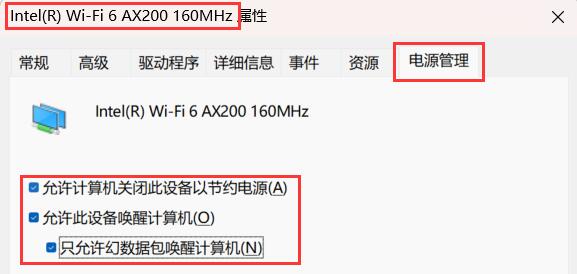 Intel(R) Wi-Fi 6 AX200 160MHz 属性
常规 高级 驱动程序 详细信息 事件 资源 电源管理
Intel(R) Wi-Fi 6 AX200 160MHz
允许计算机关闭此设备以节约电源(A)
允许此设备唤醒计算机(O)
只允许幻数据包唤醒计算机(N)